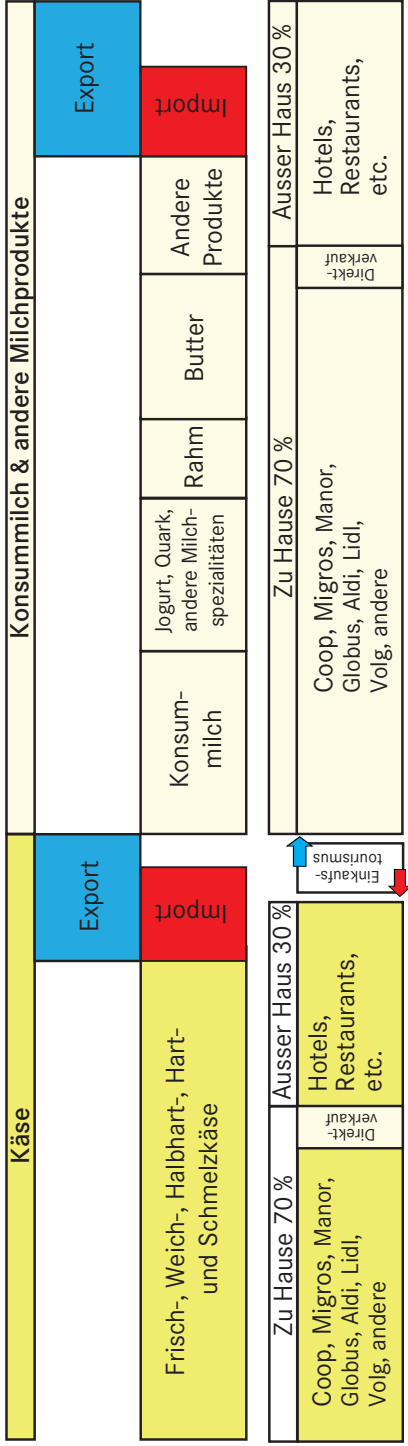 Käse
Konsummilch & andere Milchprodukte
Export
Export
Frisch-, Weich-, Halbhart-, Hart-
und Schmelzkäse
Import
Konsum-
milch
Jogurt, Quark,
andere Milch-
spezialitäten
Rahm
Butter
Andere
Produkte
Import
Zu Hause 70 %
Ausser Haus 30 %
Zu Hause 70 %
Ausser Haus 30 %
Coop, Migros, Manor,
Globus, Aldi, Lidl,
Volg, andere
Direkt-
verkauf
Hotels,
Restaurants,
etc.
Einkaufs-
tourismus
Coop, Migros, Manor,
Globus, Aldi, Lidl,
Volg, andere
Direkt-
verkauf
Hotels,
Restaurants,
etc.